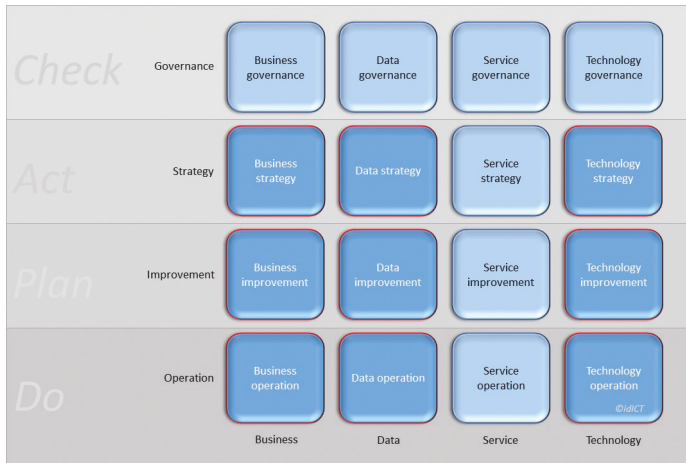 Check
Governance
Business
governance
Data
governance
Service
governance
Technology
governance
Act
Strategy
Business
strategy
Data strategy
Service
strategy
Technology
strategy
Plan
Improvement
Business
improvement
Data
improvement
Service
improvement
Technology
improvement
Do
Operation
Business
operation
Data operation
Service
operation
Technology
operation
©idICT
Business
Data
Service
Technology